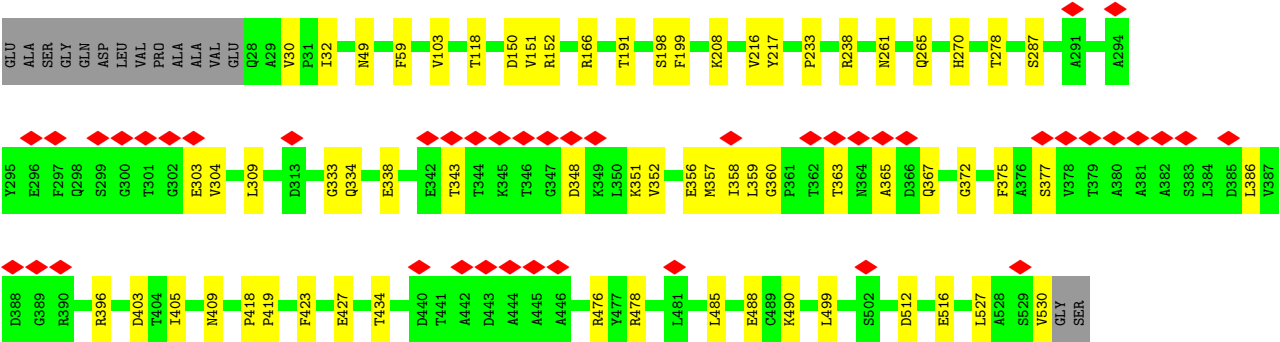 GLU ALA SER GLY GLN ASP LEU VAL PRO ALA ALA VAL GLU Q28 A29 V30 P31 I32 N49 F59 V103 T118 D150 V151 R152 R166 T191 S198 F199 K208 V216 Y217 P233 R238 N261 Q265 H270 T278 S287 A291 A294
Y295 E296 F297 Q298 S299 G300 T301 G302 E303 V304 L309 D313 G333 Q334 E338 E342 T343 T344 K345 T346 G347 D348 K349 L350 K351 V352 E356 M357 I358 L359 G360 P361 T362 T363 N364 A365 D366 Q367 G372 F375 A376 S377 V378 T379 A380 A381 A382 S383 L384 D385 L386 V387
D388 G389 R390 R396 D403 T404 I405 N409 P418 P419 F423 E427 T434 D440 T441 A442 D443 A444 A445 A446 R476 Y477 R478 L481 L485 E488 C489 K490 L499 S502 D512 E516 L527 A528 S529 V530 GLY SER